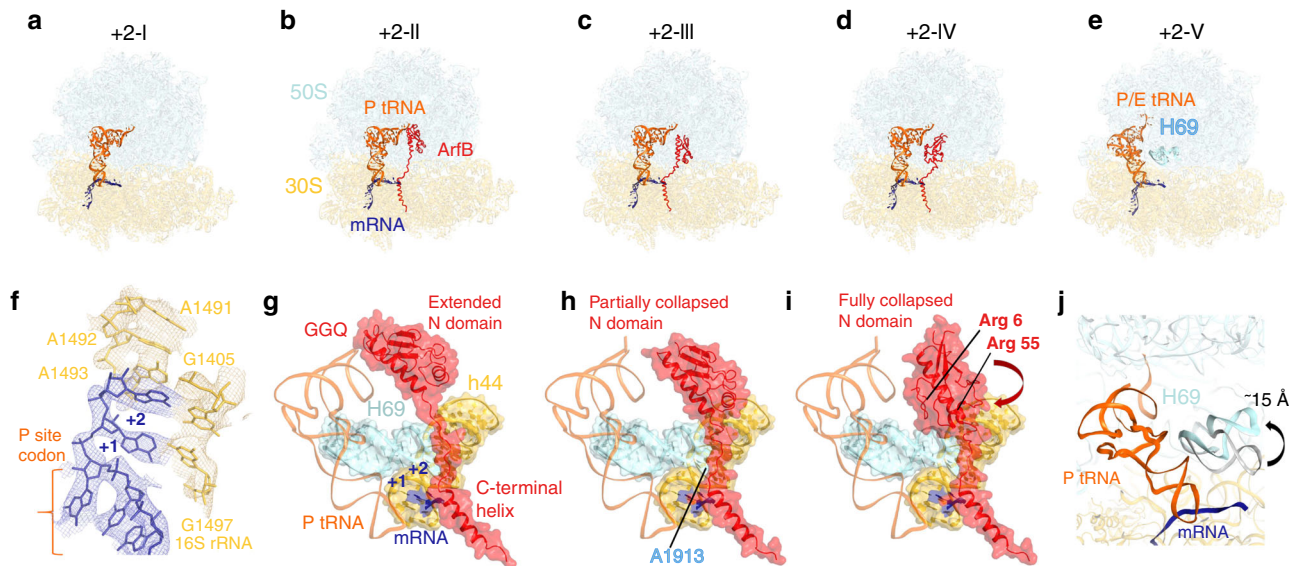 a
+2-I
b
+2-II
50S
P tRNA
ArfB
30S
mRNA
c
+2-III
d
+2-IV
e
+2-V
P/E tRNA
H69
f
A1491
A1492
A1493
G1405
+2
+1
P site
codon
G1497
16S rRNA
g
Extended
N domain
GGQ
h44
H69
+2
+1
C-terminal
helix
P tRNA
mRNA
h
Partially collapsed
N domain
A1913
i
Fully collapsed
N domain
Arg 6
Arg 55
j
H69
~15 Å
P tRNA
mRNA